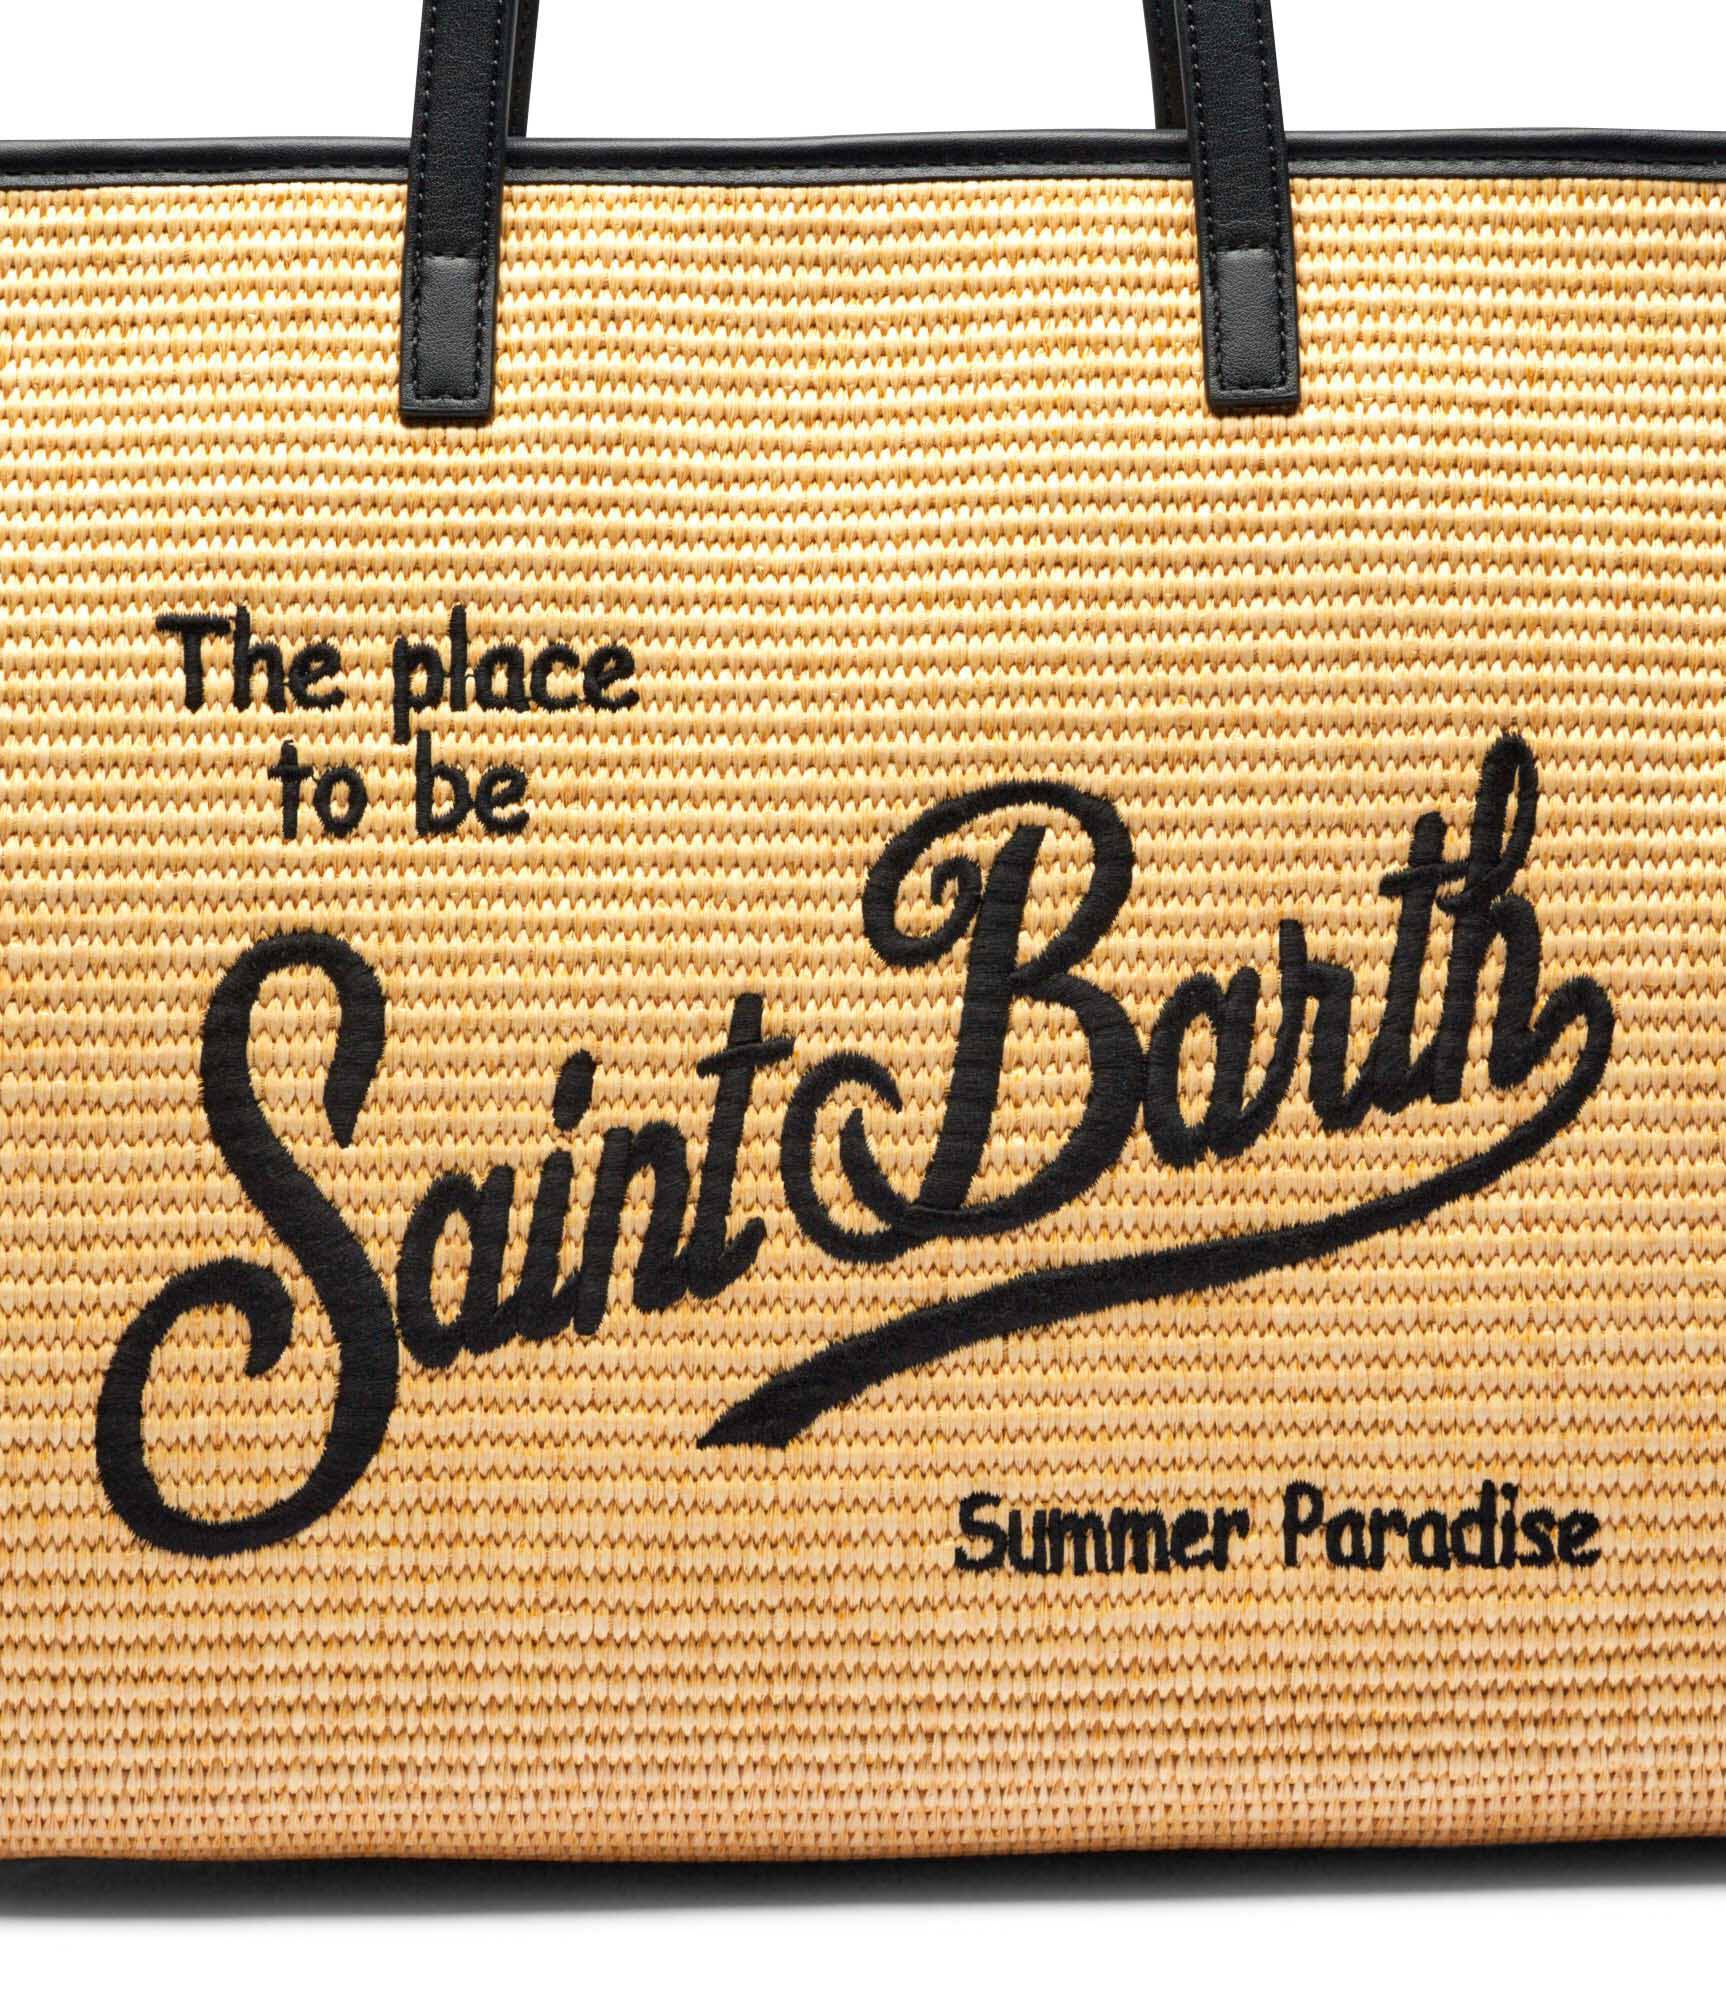 The place
to be
Saint Barth
Summer Paradise